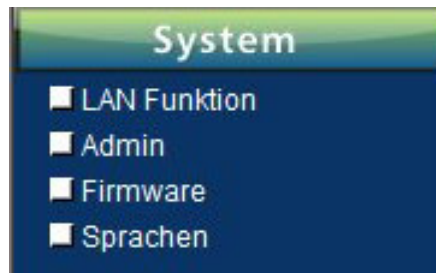 System
LAN Funktion
Admin
Firmware
Sprachen